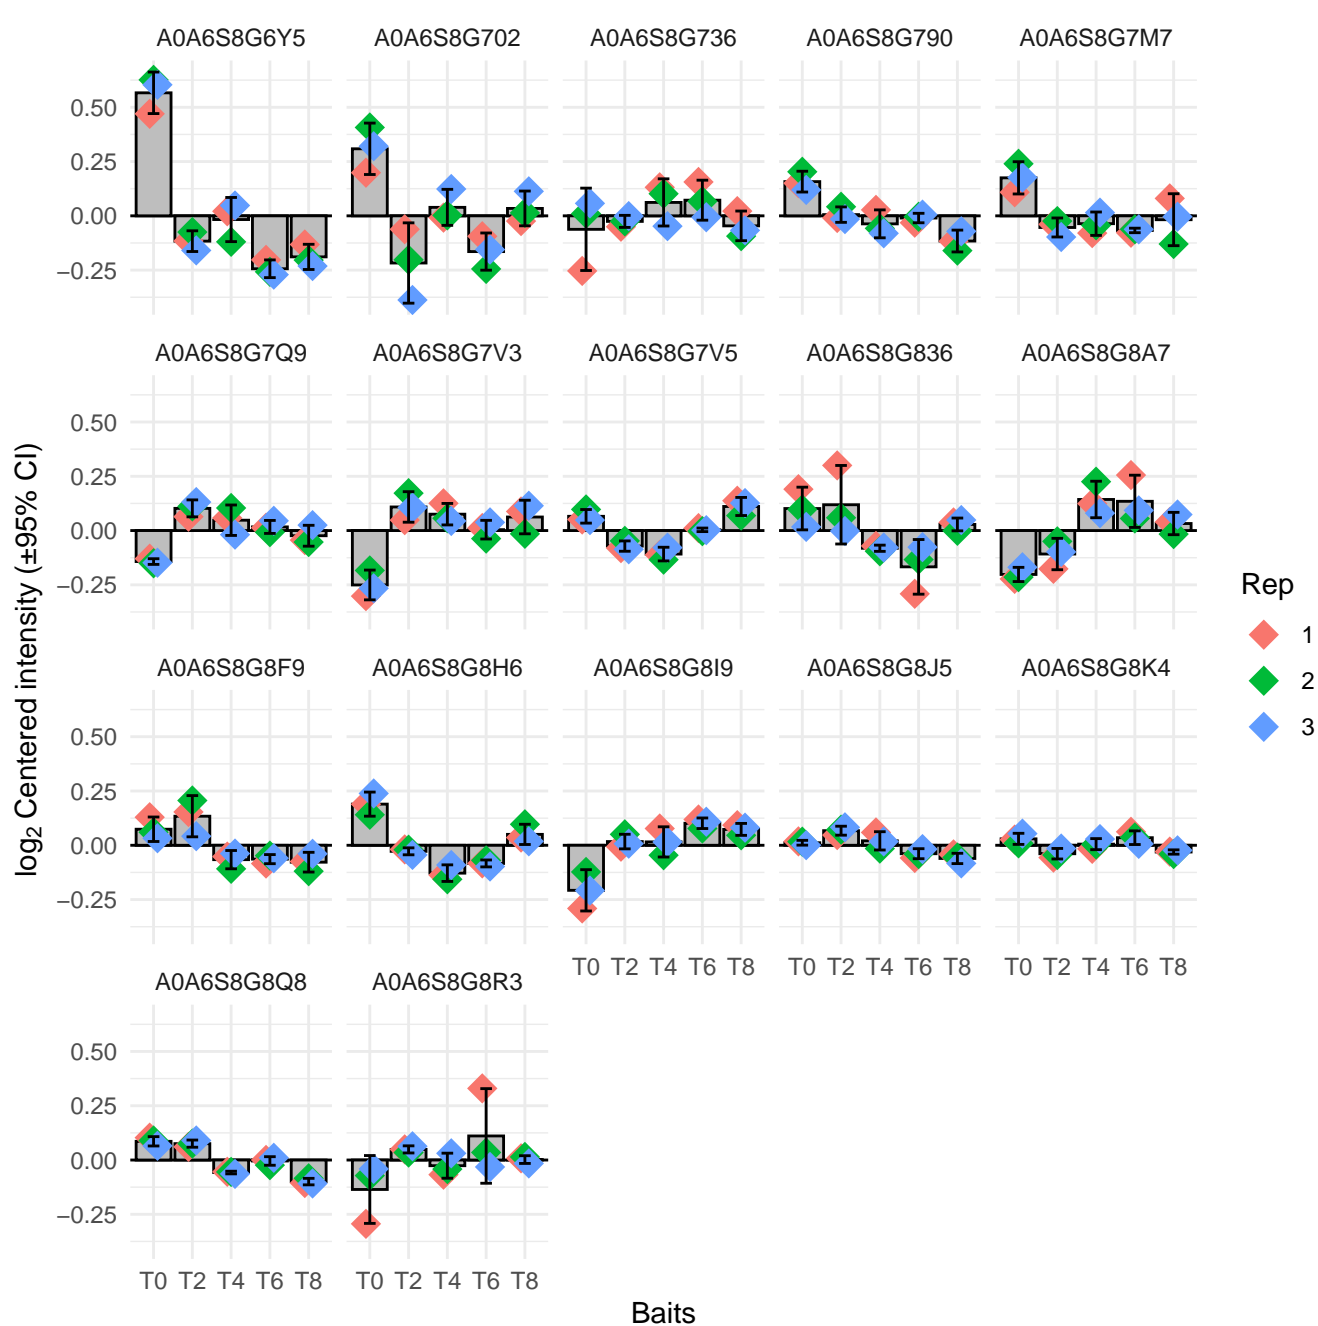 A0A6S8G6Y5 A0A6S8G702 A0A6S8G736 A0A6S8G790 A0A6S8G7M7
0.50
0.25
0.00
−0.25
A0A6S8G7Q9 A0A6S8G7V3 A0A6S8G7V5 A0A6S8G836 A0A6S8G8A7
0.50
0.25
0.00
−0.25
A0A6S8G8F9 A0A6S8G8H6 A0A6S8G8I9 A0A6S8G8J5 A0A6S8G8K4
0.50
0.25
0.00
−0.25
T0 T2 T4 T6 T8 T0 T2 T4 T6 T8 T0 T2 T4 T6 T8
A0A6S8G8Q8 A0A6S8G8R3
0.50
0.25
0.00
−0.25
T0 T2 T4 T6 T8 T0 T2 T4 T6 T8
Baits
log₂ Centered intensity (±95% CI)
Rep
1
2
3